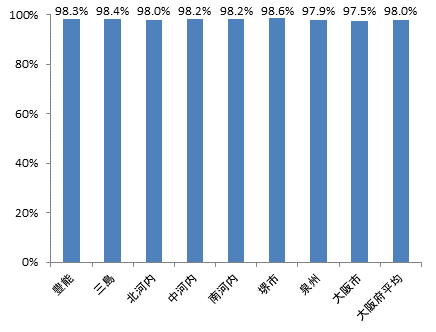 98.3% 98.4% 98.0% 98.2% 98.2% 98.6% 97.9% 97.5% 98.0%
100%
80%
60%
40%
20%
0%
豊能
三島
北河内
中河内
南河内
堺市
泉州
大阪市
大阪府平均